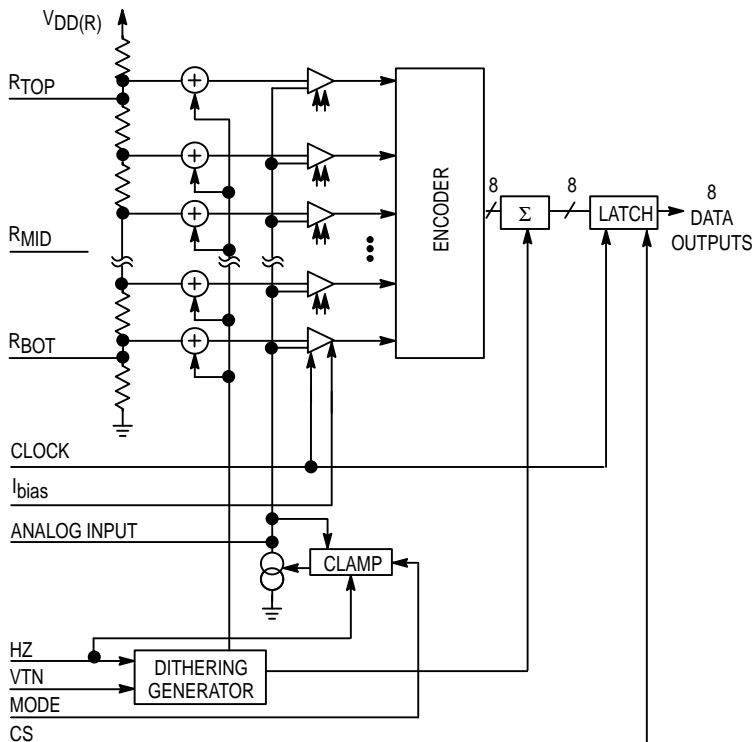 VDD(R)
RTOP
RMID
RBOT
+
+
+
+
+
ENCODER
8
Σ
8
LATCH
8
DATA
OUTPUTS
CLOCK
Ibias
ANALOG INPUT
CLAMP
HZ
VTN
MODE
CS
DITHERING
GENERATOR